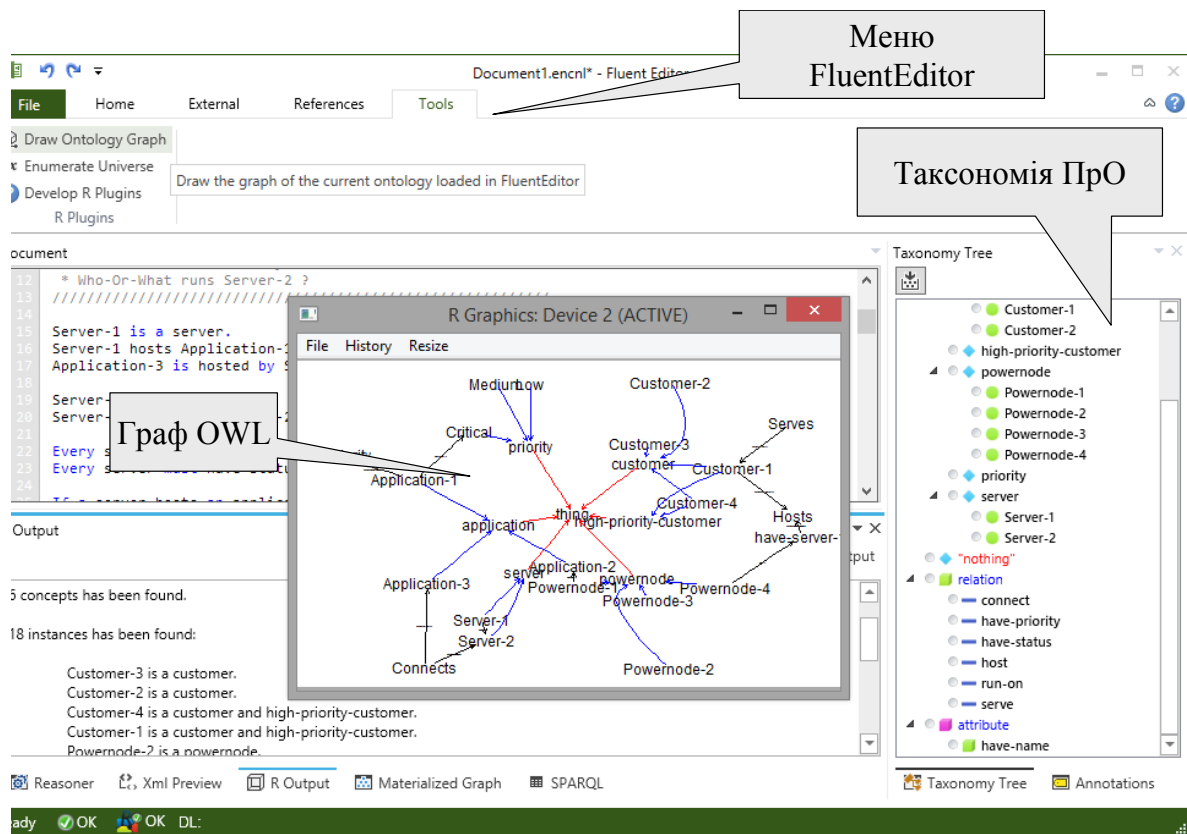 Меню
FluentEditor
Document1.encnl* - Fluent Editor
File Home External References Tools
Draw Ontology Graph
Enumerate Universe
Develop R Plugins
R Plugins
Draw the graph of the current ontology loaded in FluentEditor
Таксономія ПрО
ocument
12 * Who-Or-What runs Server-2 ?
13 //////////////////////////////////////////////////////////
14
15 Server-1 is a server.
16 Server-1 hosts Application-1
17 Application-3 is hosted by S
18
19 Server-
20 Server-
21
22 Every s
23 Every server must have
24
Граф OWL
R Graphics: Device 2 (ACTIVE)
File History Resize
Medium Low Customer-2
Critical priority Customer-3 Serves
customer Customer-1
Application-1
Customer-4
thing high-priority-customer Hosts
application
have-server-
server Application-2 powernode
Application-3 Powernode-1 Powernode-4
Powernode-3
Server-1
Server-2
Connects Powernode-2
Taxonomy Tree
Customer-1
Customer-2
high-priority-customer
powernode
Powernode-1
Powernode-2
Powernode-3
Powernode-4
priority
server
Server-1
Server-2
"nothing"
relation
connect
have-priority
have-status
host
run-on
serve
attribute
have-name
Output
tput
5 concepts has been found.
18 instances has been found:
Customer-3 is a customer.
Customer-2 is a customer.
Customer-4 is a customer and high-priority-customer.
Customer-1 is a customer and high-priority-customer.
Powernode-2 is a powernode.
Reasoner Xml Preview R Output Materialized Graph SPARQL
Taxonomy Tree Annotations
ady OK OK DL: